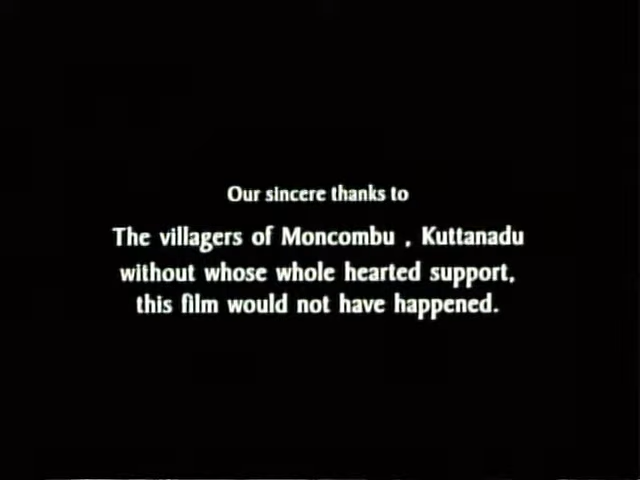 Our sincere thanks to
The villagers of Moncombu , Kuttanadu
without whose whole hearted support,
this film would not have happened.